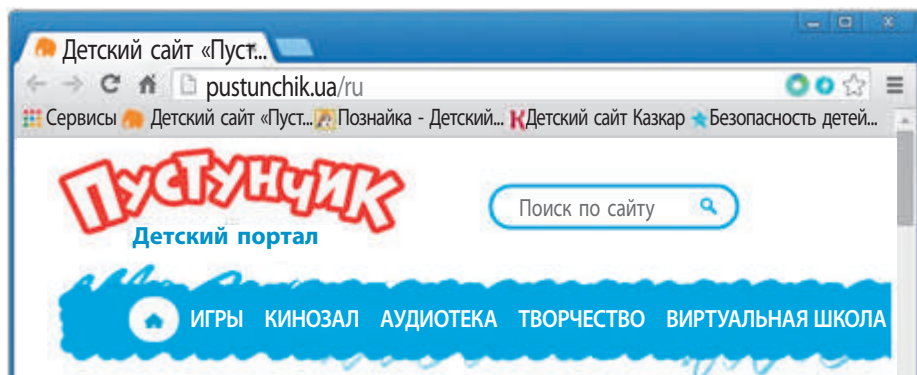 Детский сайт «Пуст...
pustunchik.ua/ru
Сервисы Детский сайт «Пуст... Познайка - Детский... К Детский сайт Казкар Безопасность детей...
ПУСТУНЧИК
Поиск по сайту
Детский портал
ИГРЫ КИНОЗАЛ АУДИОТЕКА ТВОРЧЕСТВО ВИРТУАЛЬНАЯ ШКОЛА